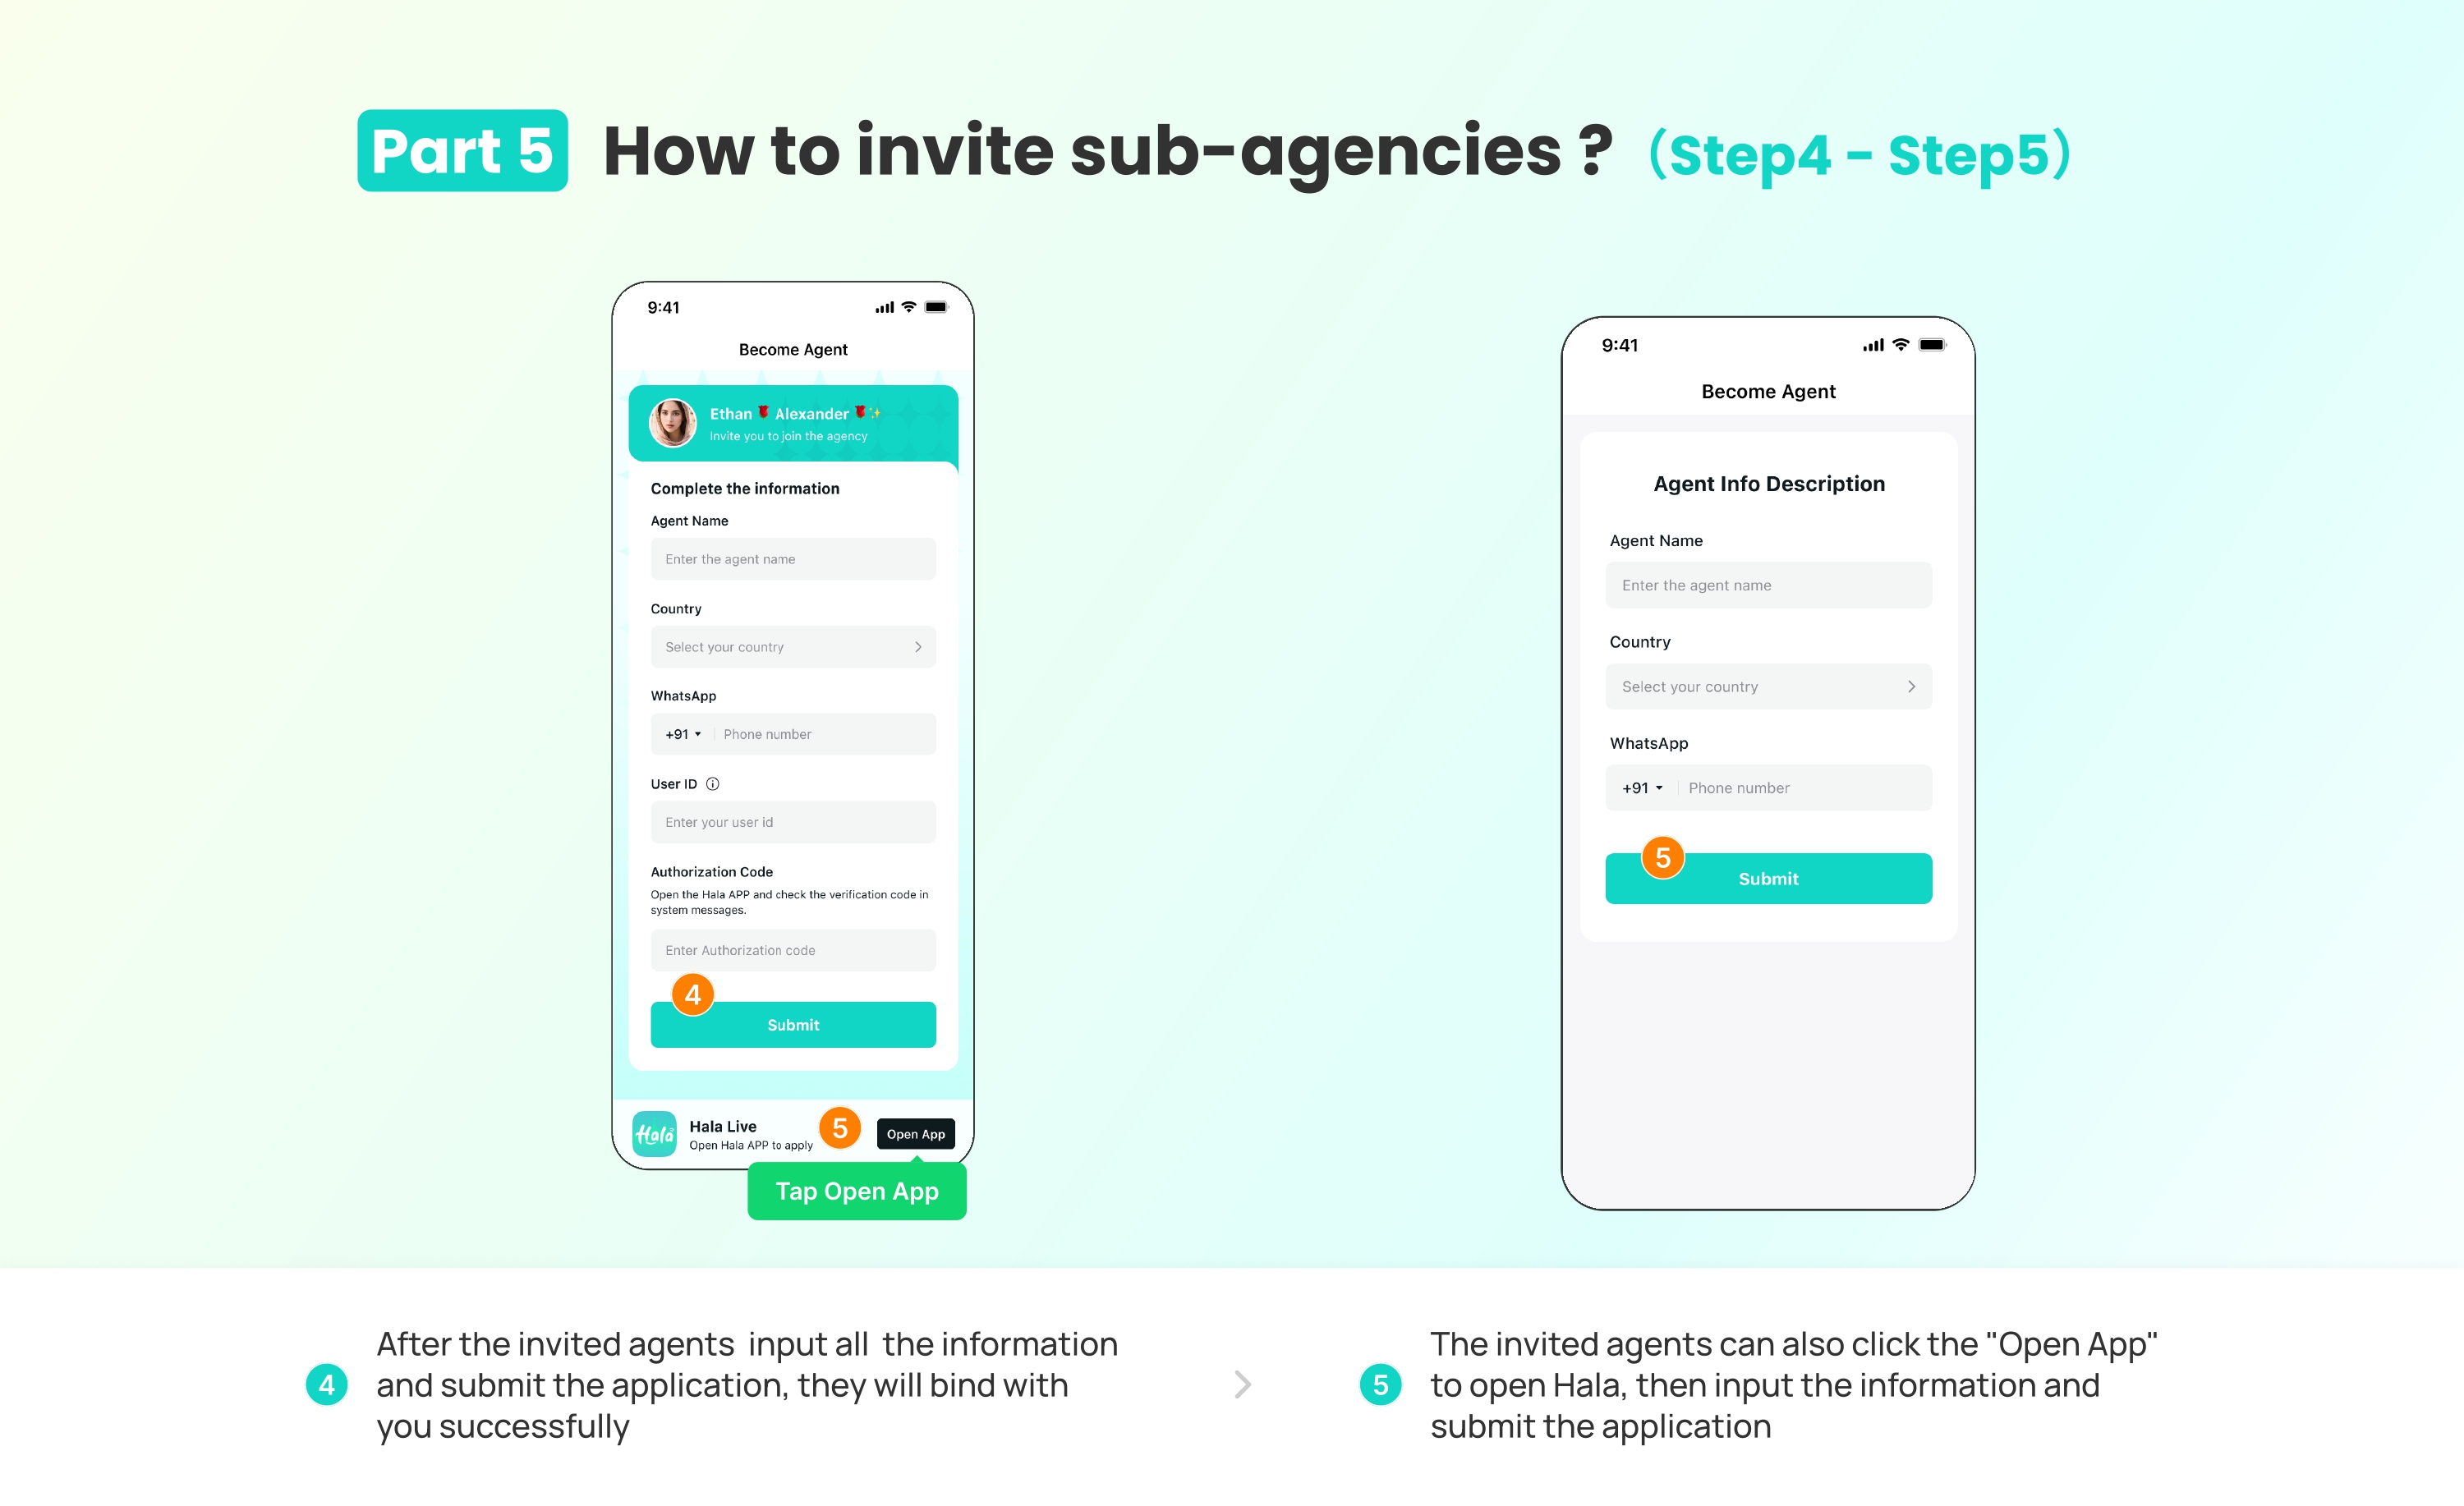 Part 5 How to invite sub-agencies ? (Step4 - Step5)
9:41
Become Agent
Ethan Alexander
Invite you to join the agency
Complete the information
Agent Name
Enter the agent name
Country
Select your country
WhatsApp
+91 Phone number
User ID
Enter your user id
Authorization Code
Open the Hala APP and check the verification code in
system messages.
Enter Authorization code
4
Submit
Hala
Hala Live
Open Hala APP to apply
5
Open App
Tap Open App
9:41
Become Agent
Agent Info Description
Agent Name
Enter the agent name
Country
Select your country
WhatsApp
+91 Phone number
5
Submit
4
After the invited agents input all the information
and submit the application, they will bind with
you successfully
5
The invited agents can also click the "Open App"
to open Hala, then input the information and
submit the application